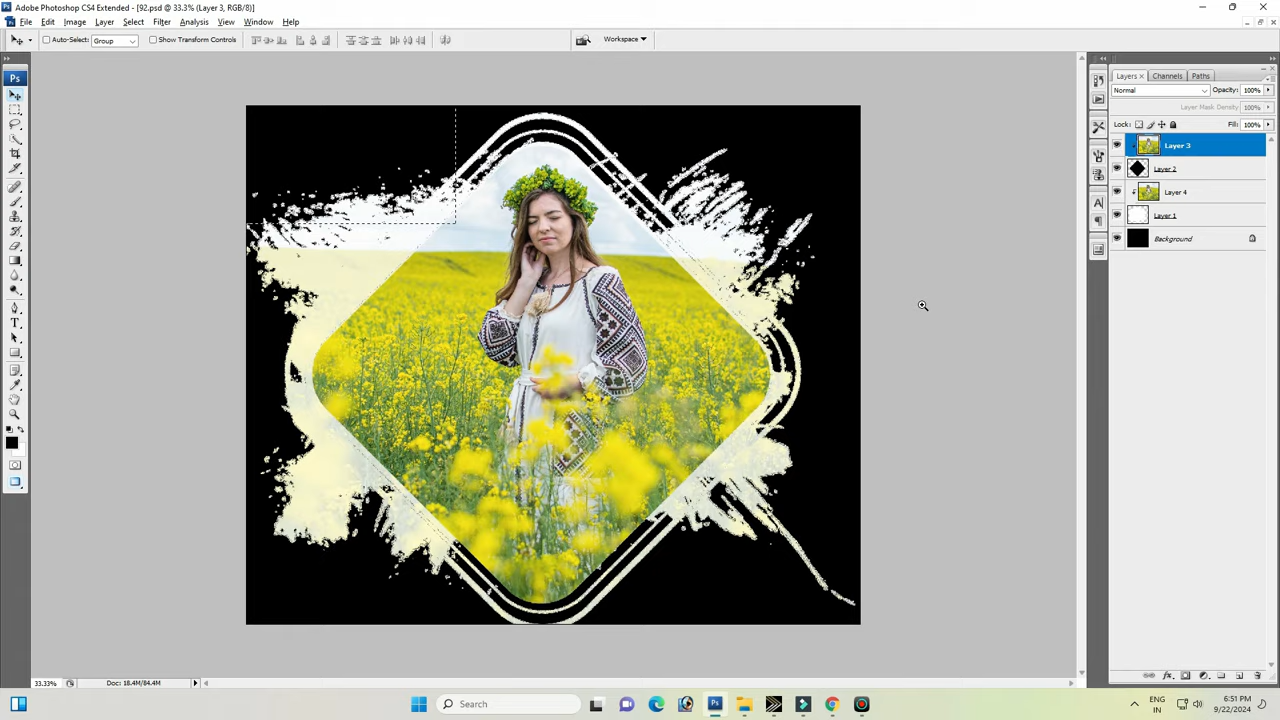 Adobe Photoshop CS4 Extended - [92.psd @ 33.3% (Layer 3, RGB/8)]
File Edit Image Layer Select Filter Analysis View Window Help
Auto-Select: Group Show Transform Controls Workspace
Ps
Layers Channels Paths
Normal Opacity: 100%
Layer Mask Density: 100%
Lock: Fill: 100%
Layer 3
Layer 2
Layer 4
Layer 1
Background
33.33% Doc: 18.4M/84.4M
Search
ENG
IN
6:51 PM
9/22/2024